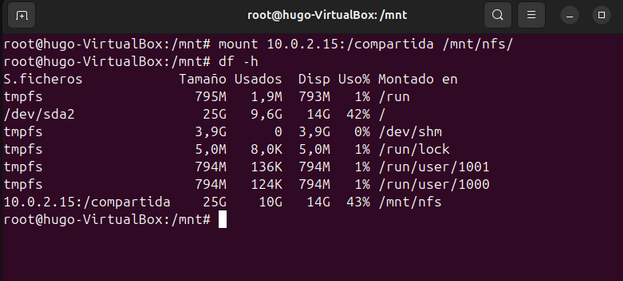 root@hugo-VirtualBox: /mnt
root@hugo-VirtualBox:/mnt# mount 10.0.2.15:/compartida /mnt/nfs/
root@hugo-VirtualBox:/mnt# df -h
S.ficheros Tamaño Usados Disp Uso% Montado en
tmpfs 795M 1,9M 793M 1% /run
/dev/sda2 25G 9,6G 14G 42% /
tmpfs 3,9G 0 3,9G 0% /dev/shm
tmpfs 5,0M 8,0K 5,0M 1% /run/lock
tmpfs 794M 136K 794M 1% /run/user/1001
tmpfs 794M 124K 794M 1% /run/user/1000
10.0.2.15:/compartida 25G 10G 14G 43% /mnt/nfs
root@hugo-VirtualBox:/mnt#